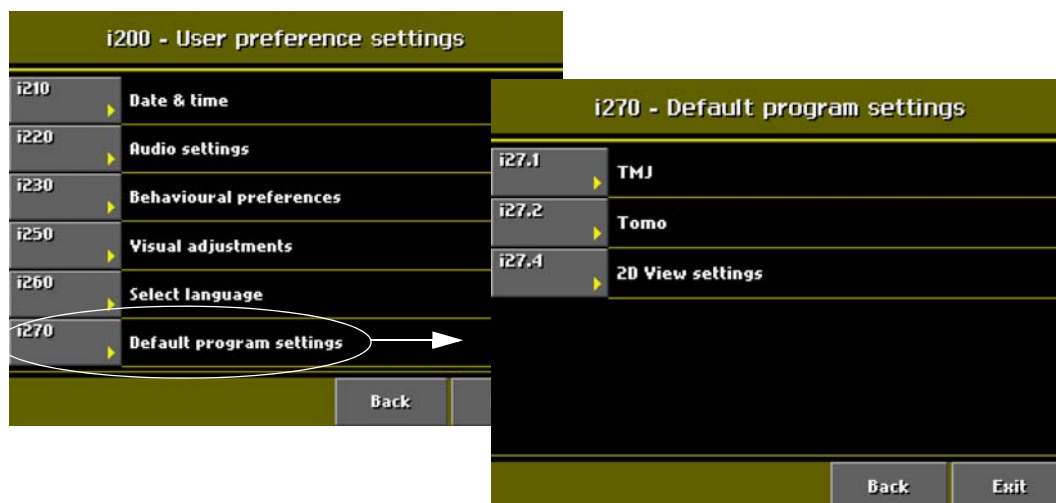 i200 - User preference settings
i210 Date & time
i220 Audio settings
i230 Behavioural preferences
i250 Visual adjustments
i260 Select language
i270 Default program settings
Back
i270 - Default program settings
i27.1 TMJ
i27.2 Tomo
i27.4 2D View settings
Back Exit